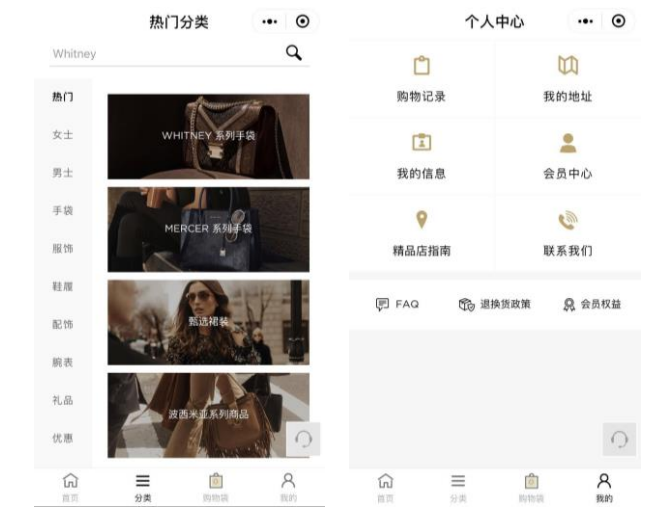 热门分类
Whitney
热门
女士
男士
手袋
服饰
鞋履
配饰
腕表
礼品
优惠
WHITNEY 系列手袋
MERCER 系列手袋
甄选裙装
波西米亚系列商品
首页
分类
购物袋
我的
个人中心
购物记录
我的地址
我的信息
会员中心
精品店指南
联系我们
FAQ
退换货政策
会员权益
首页
分类
购物袋
我的